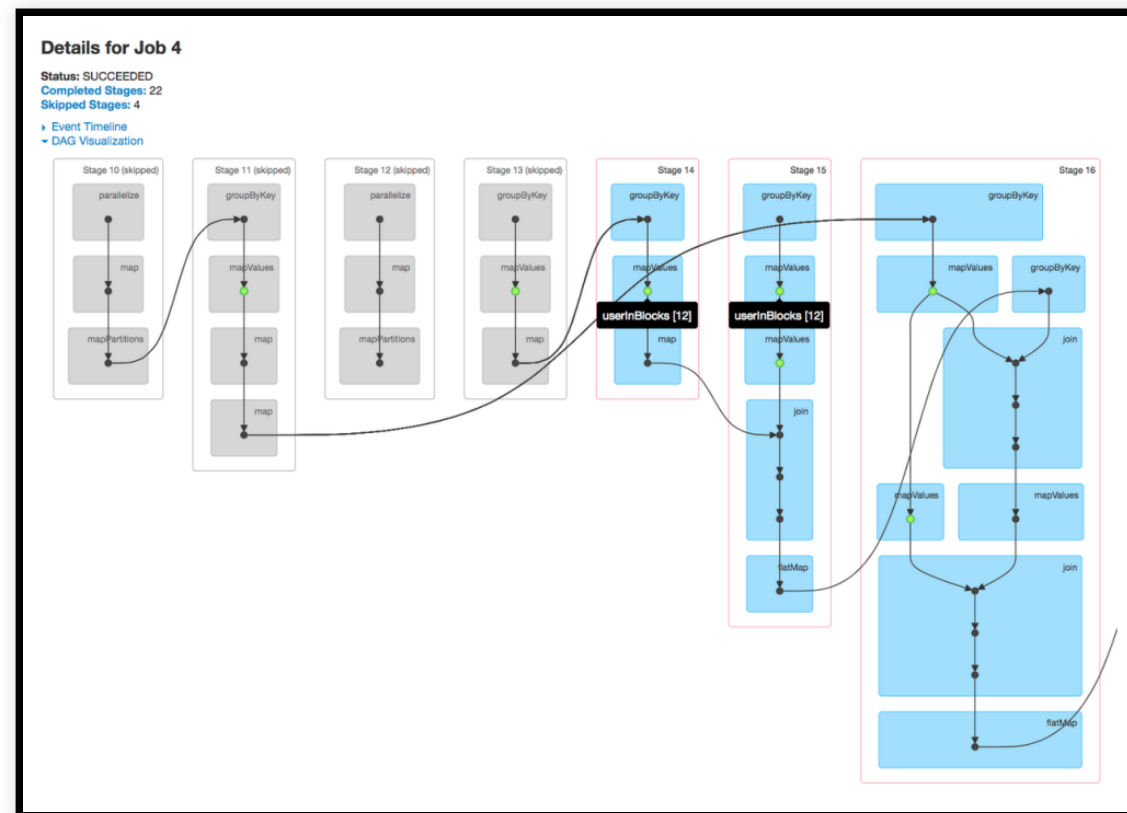 Details for Job 4
Status: SUCCEEDED
Completed Stages: 22
Skipped Stages: 4
Event Timeline
DAG Visualization
Stage 10 (skipped)
parallelize
map
mapPartitions
Stage 11 (skipped)
groupByKey
mapValues
map
map
Stage 12 (skipped)
parallelize
map
mapPartitions
Stage 13 (skipped)
groupByKey
mapValues
map
Stage 14
groupByKey
mapValues
userInBlocks [12]
map
Stage 15
groupByKey
mapValues
userInBlocks [12]
mapValues
join
flatMap
Stage 16
groupByKey
mapValues
groupByKey
join
mapValues
mapValues
join
flatMap